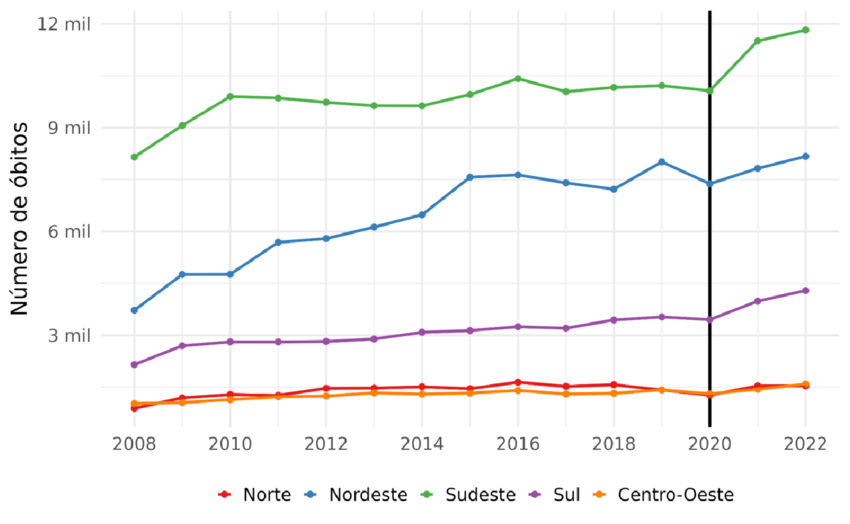 12 mil
9 mil
6 mil
3 mil
Número de óbitos
2008 2010 2012 2014 2016 2018 2020 2022
Norte Nordeste Sudeste Sul Centro-Oeste